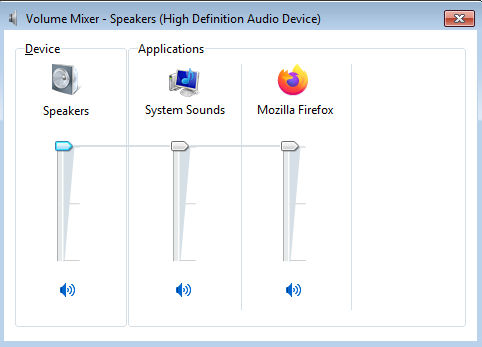 Volume Mixer - Speakers (High Definition Audio Device)
Device
Applications
Speakers
System Sounds
Mozilla Firefox